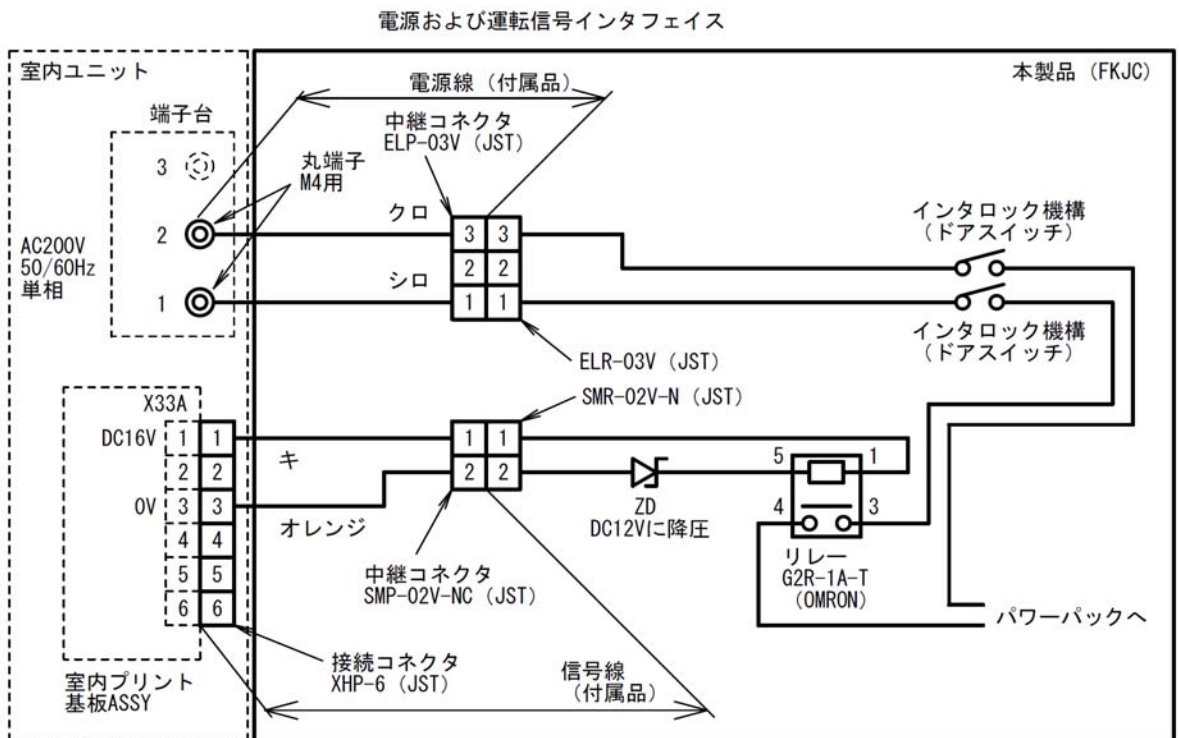 電源および運転信号インタフェイス
室内ユニット
本製品 (FKJC)
電源線 (付属品)
端子台
中継コネクタ
ELP-03V (JST)
3
丸端子
M4用
クロ
インタロック機構
(ドアスイッチ)
2
3 3
AC200V
50/60Hz
単相
シロ
2 2
1
1 1
インタロック機構
(ドアスイッチ)
ELR-03V (JST)
SMR-02V-N (JST)
X33A
DC16V
1 1
キ
1 1
5
1
2 2
2 2
0V
3 3
オレンジ
ZD
DC12Vに降圧
4
3
4 4
リレー
G2R-1A-T
(OMRON)
5 5
中継コネクタ
SMP-02V-NC (JST)
6 6
パワーパックへ
接続コネクタ
XHP-6 (JST)
信号線
(付属品)
室内プリント
基板ASSY